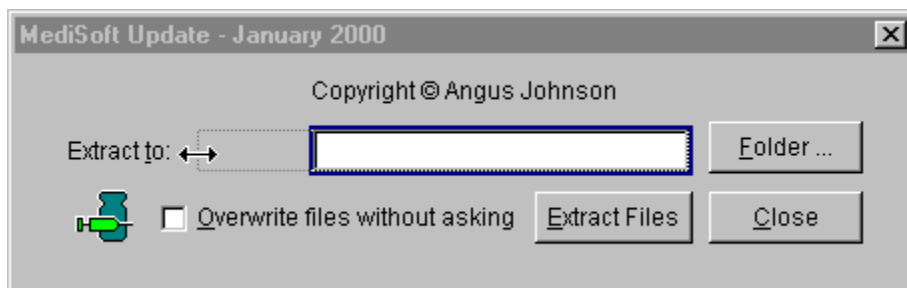 MediSoft Update - January 2000
Copyright © Angus Johnson
Extract to:
Folder ...
Overwrite files without asking
Extract Files
Close